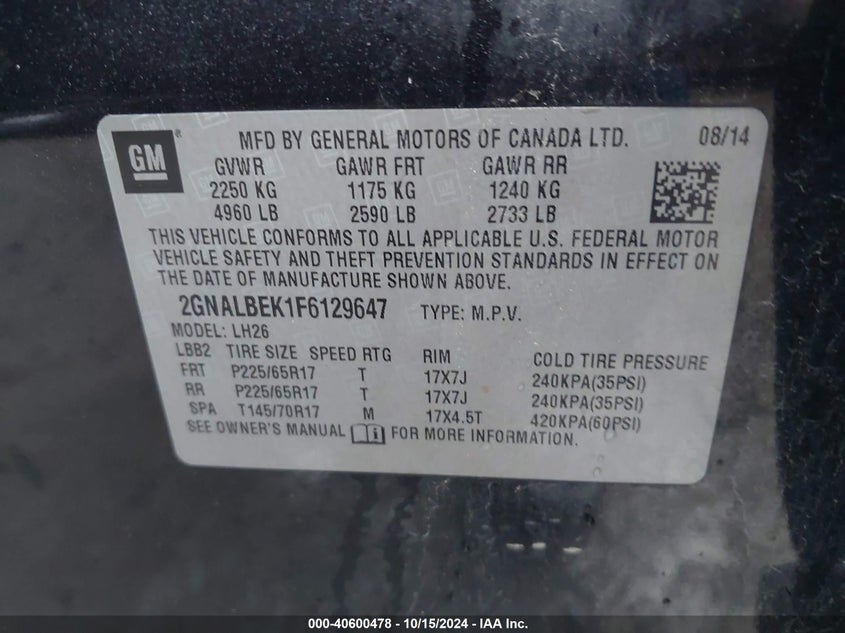 GM ® MFD BY GENERAL MOTORS OF CANADA LTD. 08/14
GVWR GAWR FRT GAWR RR
2250 KG 1175 KG 1240 KG
4960 LB 2590 LB 2733 LB
THIS VEHICLE CONFORMS TO ALL APPLICABLE U.S. FEDERAL MOTOR
VEHICLE SAFETY AND THEFT PREVENTION STANDARDS IN EFFECT ON
THE DATE OF MANUFACTURE SHOWN ABOVE.
2GNALBEK1F6129647 TYPE: M.P.V.
MODEL: LH26
LBB2 TIRE SIZE SPEED RTG RIM COLD TIRE PRESSURE
FRT P225/65R17 T 17X7J 240KPA(35PSI)
RR P225/65R17 T 17X7J 240KPA(35PSI)
SPA T145/70R17 M 17X4.5T 420KPA(60PSI)
SEE OWNER'S MANUAL FOR MORE INFORMATION.
000-40600478 - 10/15/2024 - IAA Inc.